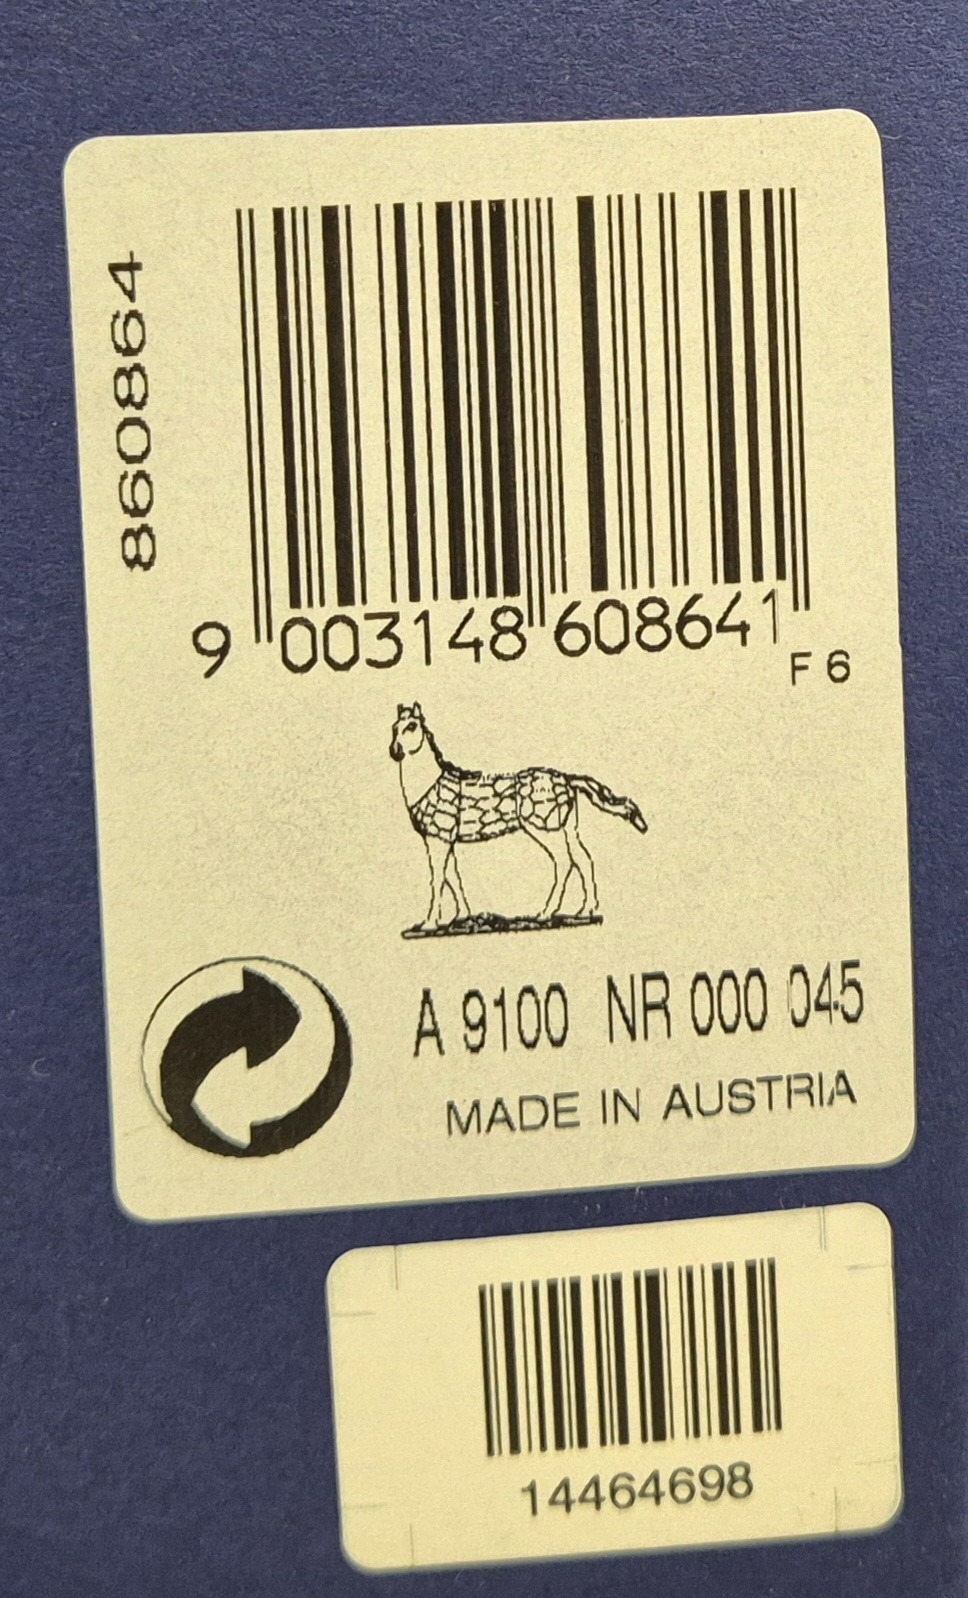 860864
9 003148 608641
F 6
A 9100 NR 000 045
MADE IN AUSTRIA
14464698